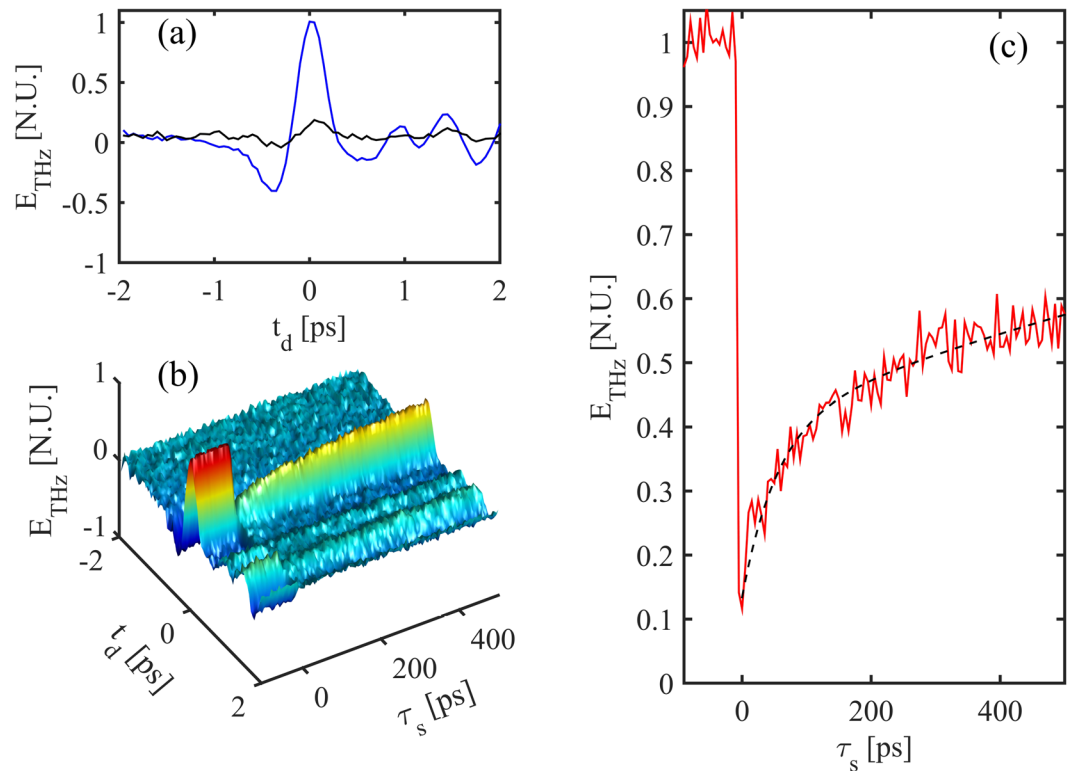 (a)
1
0.5
0
-0.5
-1
E_THz [N.U.]
-2 -1 0 1 2
t_d [ps]
(b)
1
0
-1
E_THz [N.U.]
-2
0
2
t_d [ps]
0
200
400
τ_s [ps]
(c)
1
0.9
0.8
0.7
0.6
0.5
0.4
0.3
0.2
0.1
0
E_THz [N.U.]
0 200 400
τ_s [ps]